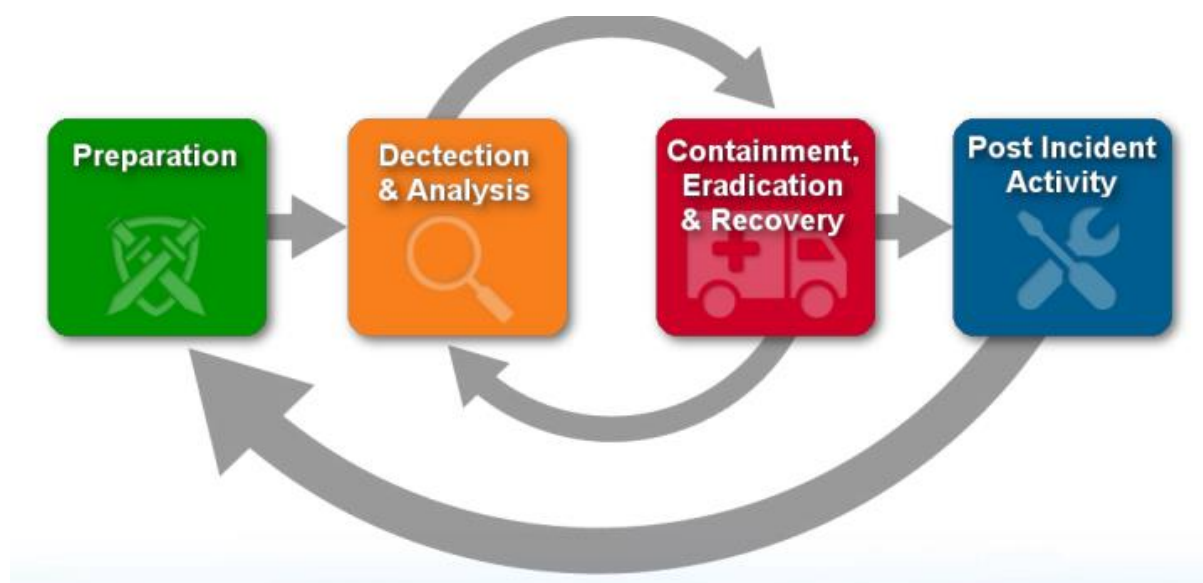 Preparation
Dectection
& Analysis
Containment,
Eradication
& Recovery
Post Incident
Activity